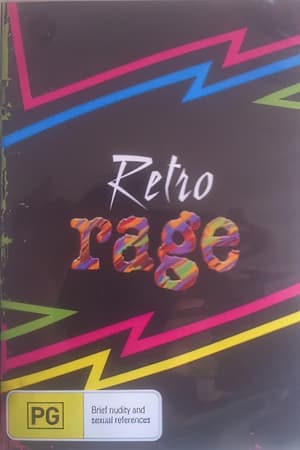 Retro
rage
PG
Brief nudity and
sexual references